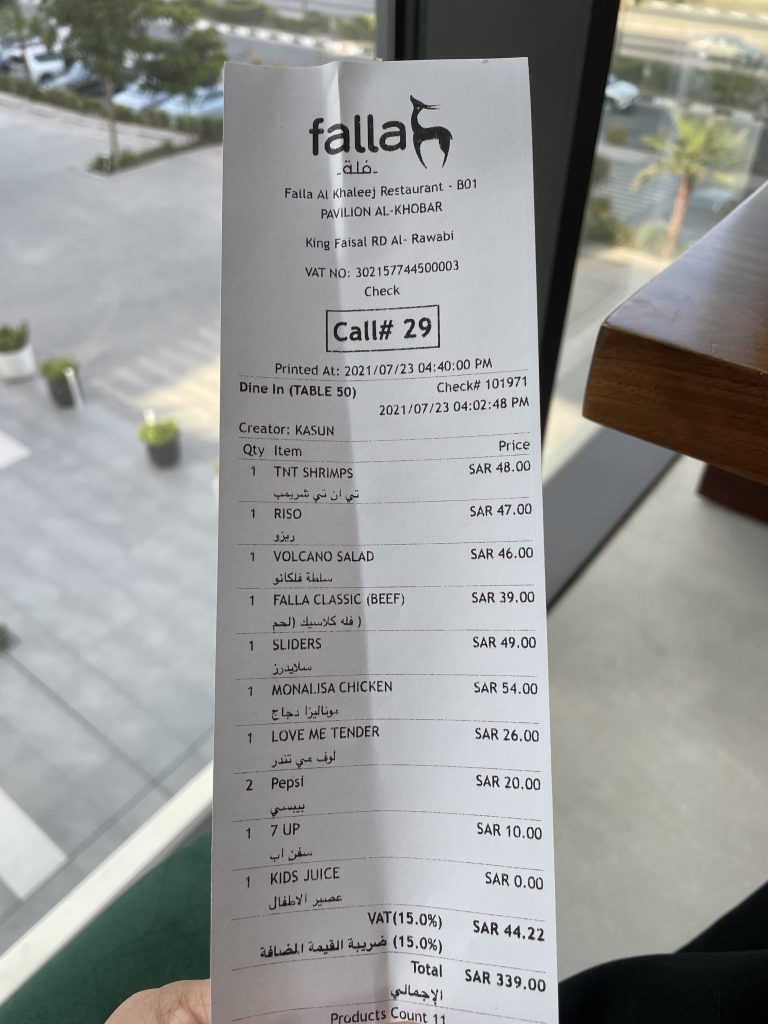 falla
-فلة-
Falla Al Khaleej Restaurant - B01
PAVILION AL-KHOBAR
King Faisal RD Al- Rawabi
VAT NO: 302157744500003
Check
Call# 29
Printed At: 2021/07/23 04:40:00 PM
Dine In (TABLE 50) Check# 101971
2021/07/23 04:02:48 PM
Creator: KASUN
Qty Item Price
1 TNT SHRIMPS SAR 48.00
تي ان تي شريمب
1 RISO SAR 47.00
ريزو
1 VOLCANO SALAD SAR 46.00
سلطة فلكانو
1 FALLA CLASSIC (BEEF) SAR 39.00
فله كلاسيك (لحم )
1 SLIDERS SAR 49.00
سلايدرز
1 MONALISA CHICKEN SAR 54.00
موناليزا دجاج
1 LOVE ME TENDER SAR 26.00
لوف مي تندر
2 Pepsi SAR 20.00
بيبسي
1 7 UP SAR 10.00
سفن اب
1 KIDS JUICE SAR 0.00
عصير الاطفال
VAT(15.0%) SAR 44.22
ضريبة القيمة المضافة (15.0%)
Total SAR 339.00
الإجمالي
Products Count 11